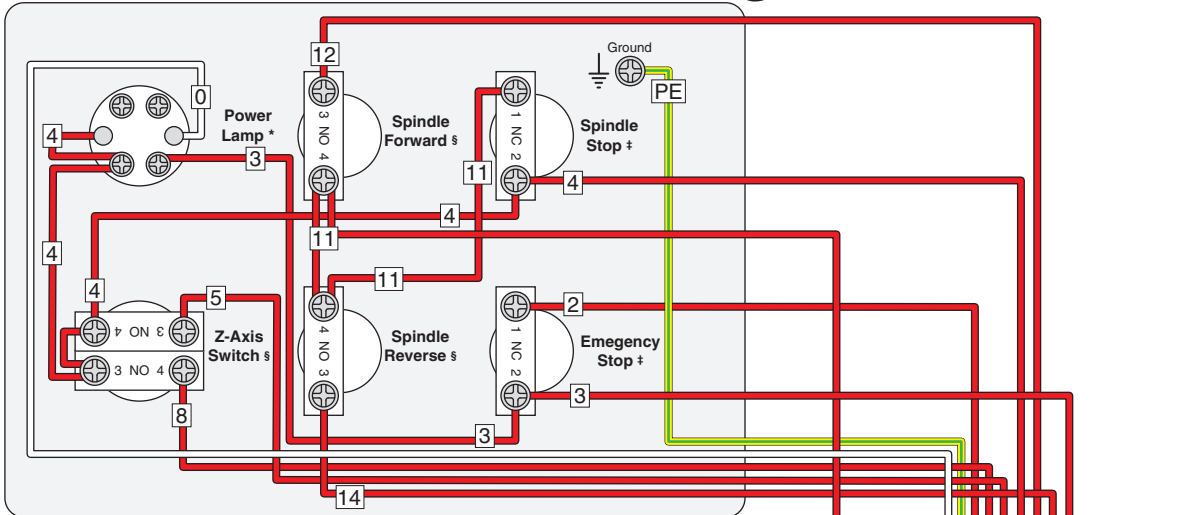 12
Ground
0
PE
Power
Lamp *
3 NO 4
Spindle
Forward §
1 NC 2
Spindle
Stop ‡
4
3
11
4
4
11
4
11
4
5
2
3 NO 4
Z-Axis
Switch §
4 NO 3
Spindle
Reverse §
1 NC 2
Emegency
Stop ‡
3 NO 4
3
8
3
14